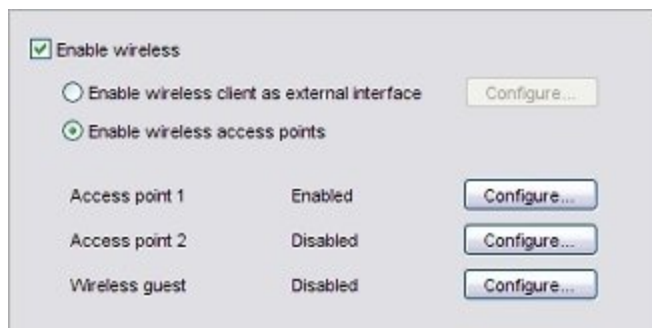 Enable wireless
Enable wireless client as external interface Configure...
Enable wireless access points
Access point 1 Enabled Configure...
Access point 2 Disabled Configure...
Wireless guest Disabled Configure...